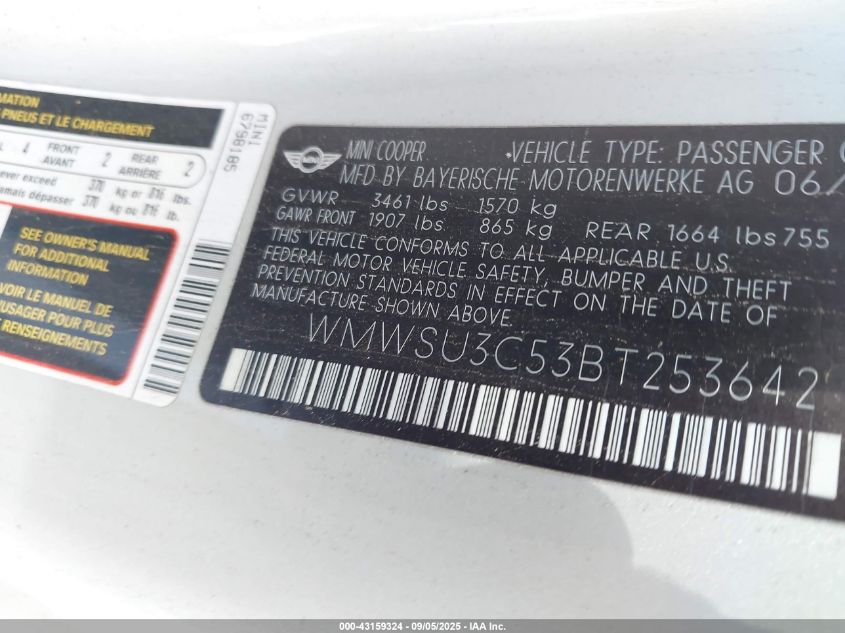 MATION
PNEUS ET LE CHARGEMENT
4 FRONT AVANT 2 REAR ARRIÈRE 2
ever exceed 370 kg or 816 lbs.
amais dépasser 370 kg ou 816 lb.
SEE OWNER'S MANUAL
FOR ADDITIONAL
INFORMATION
VOIR LE MANUEL DE
USAGER POUR PLUS
RENSEIGNEMENTS
MINI
6798185
MINI
MINI COOPER VEHICLE TYPE: PASSENGER
MFD BY BAYERISCHE MOTORENWERKE AG 06/
GVWR 3461 lbs 1570 kg
GAWR FRONT 1907 lbs 865 kg REAR 1664 lbs 755
THIS VEHICLE CONFORMS TO ALL APPLICABLE U.S.
FEDERAL MOTOR VEHICLE SAFETY, BUMPER AND THEFT
PREVENTION STANDARDS IN EFFECT ON THE DATE OF
MANUFACTURE SHOWN ABOVE.
WMWSU3C53BT253642
000-43159324 | 09/05/2025 | IAA Inc.